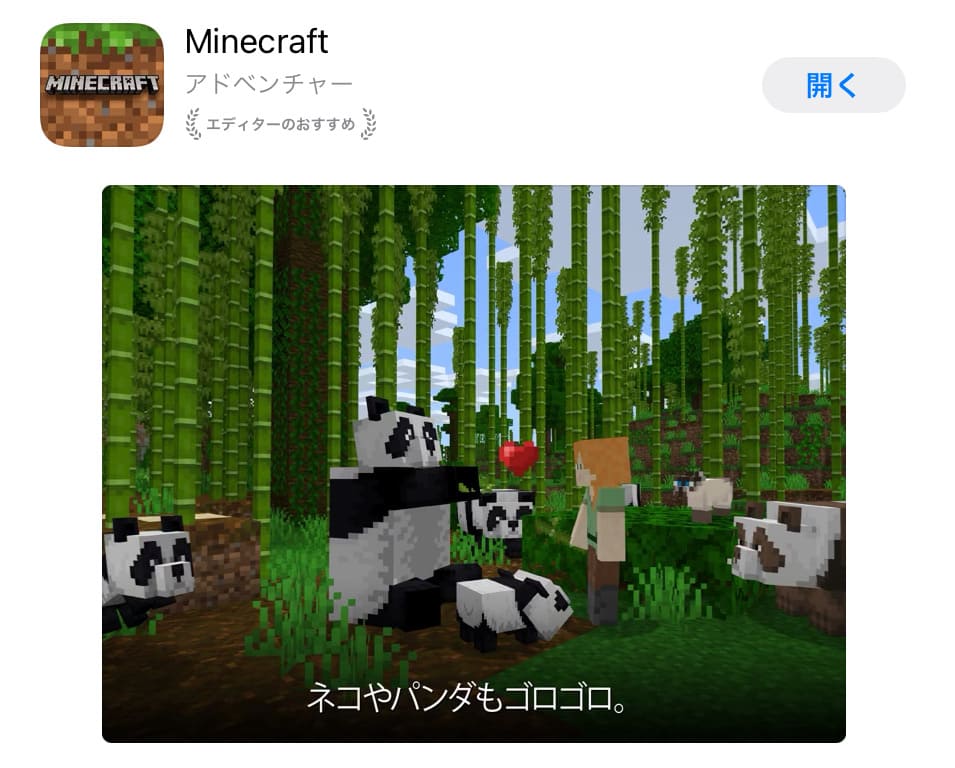 MINECRAFT
Minecraft
アドベンチャー
エディターのおすすめ
開く
ネコやパンダもゴロゴロ。